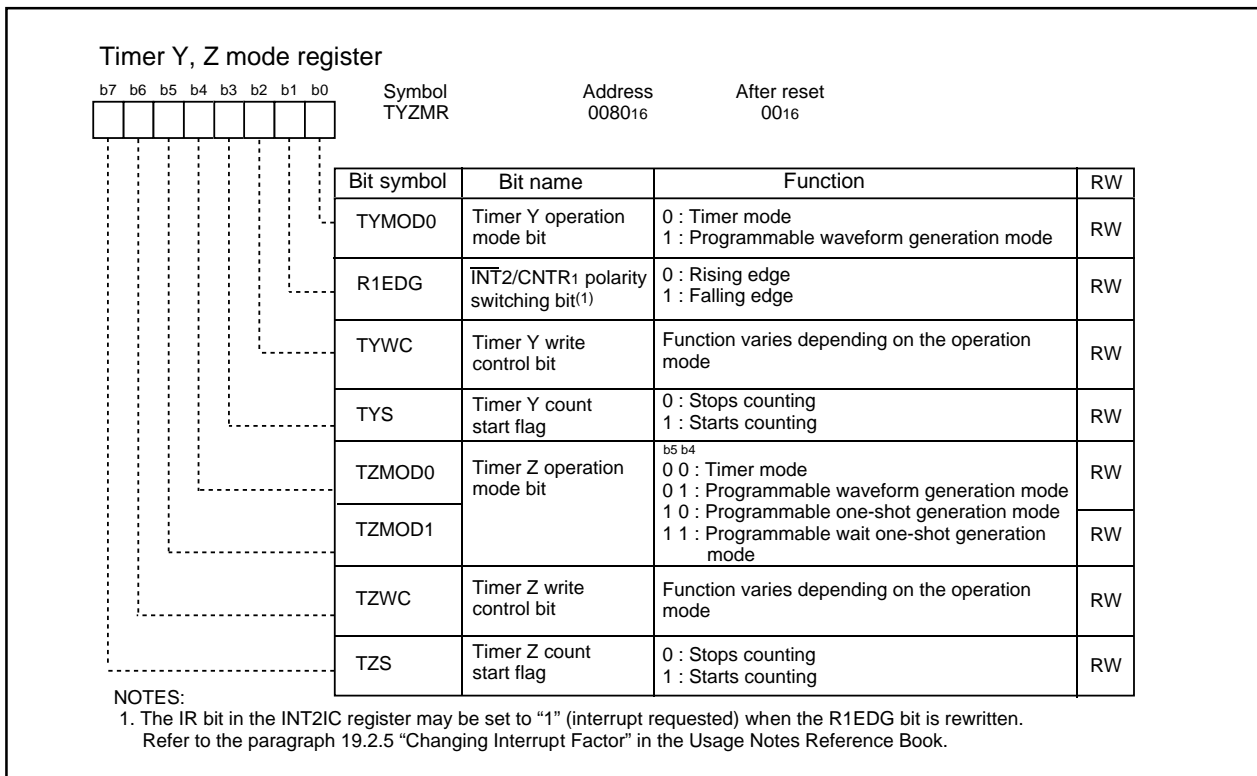 Timer Y, Z mode register
b7 b6 b5 b4 b3 b2 b1 b0
Symbol Address After reset
TYZMR 008016 0016
Bit symbol Bit name Function RW
TYMOD0 Timer Y operation mode bit 0 : Timer mode RW
1 : Programmable waveform generation mode
R1EDG INT2/CNTR1 polarity switching bit(1) 0 : Rising edge RW
1 : Falling edge
TYWC Timer Y write control bit Function varies depending on the operation mode RW
TYS Timer Y count start flag 0 : Stops counting RW
1 : Starts counting
TZMOD0 Timer Z operation mode bit b5 b4 RW
0 0 : Timer mode
0 1 : Programmable waveform generation mode
1 0 : Programmable one-shot generation mode
TZMOD1 1 1 : Programmable wait one-shot generation mode RW
TZWC Timer Z write control bit Function varies depending on the operation mode RW
TZS Timer Z count start flag 0 : Stops counting RW
1 : Starts counting
NOTES:
1. The IR bit in the INT2IC register may be set to “1” (interrupt requested) when the R1EDG bit is rewritten.
Refer to the paragraph 19.2.5 “Changing Interrupt Factor” in the Usage Notes Reference Book.